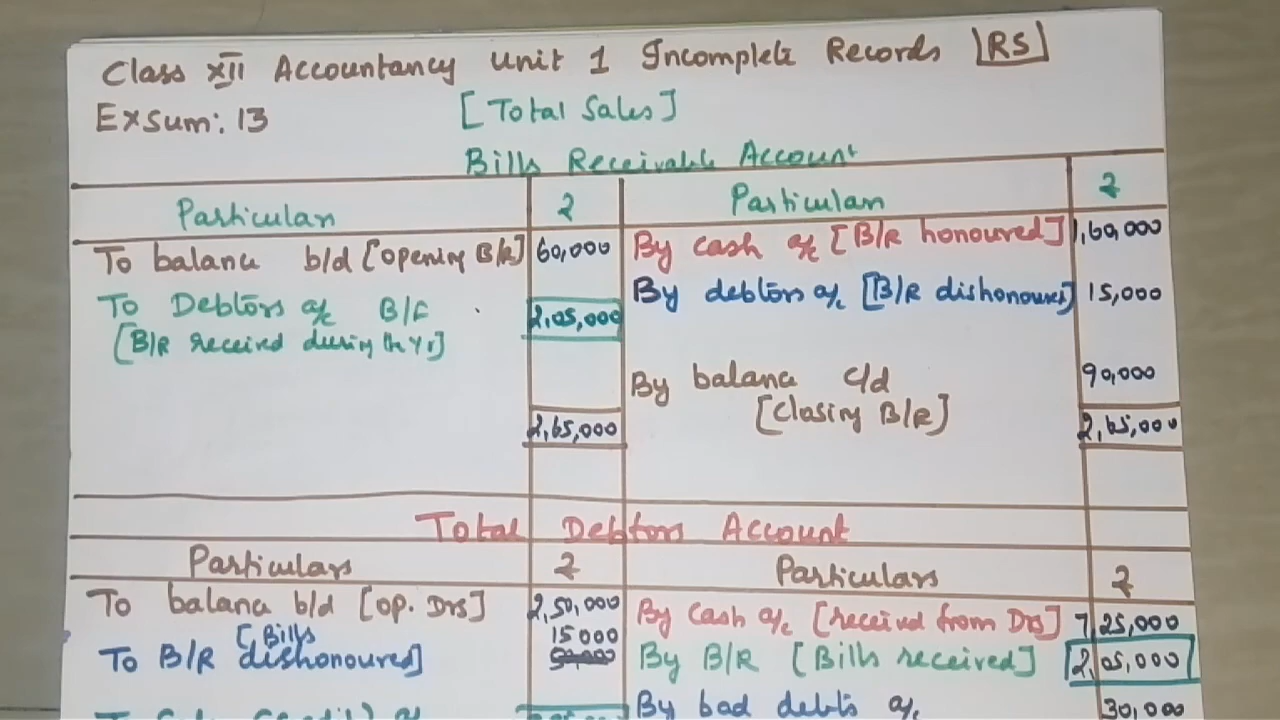 Class XII Accountancy Unit 1 Incomplete Records RS
Ex Sum: 13 [Total Sales]
Bills Receivable Account
Particulars ₹ Particulars ₹
To balance b/d [opening B/R] 60,000 By cash a/c [B/R honoured] 1,60,000
To Debtors a/c B/F 2,05,000 By debtors a/c [B/R dishonoured] 15,000
[B/R received during the yr]
By balance c/d 90,000
[Closing B/R]
2,65,000 2,65,000
Total Debtors Account
Particulars ₹ Particulars ₹
To balance b/d [op. Drs] 2,50,000 By cash a/c [received from Drs] 7,25,000
To B/R [Bills dishonoured] 15000 By B/R [Bills received] 2,05,000
By bad debts a/c 30,000